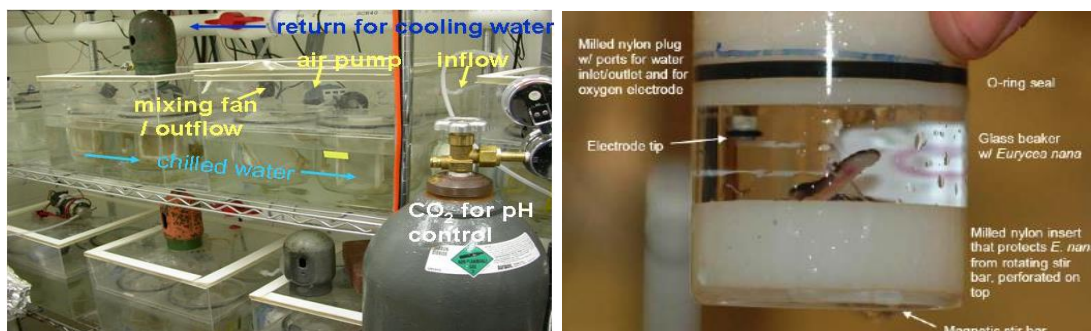 return for cooling water
air pump
inflow
mixing fan
/ outflow
chilled water
CO₂ for pH
control
Milled nylon plug
w/ ports for water
inlet/outlet and for
oxygen electrode
O-ring seal
Electrode tip
Glass beaker
w/ Eurycea nana
Milled nylon insert
that protects E. nana
from rotating stir
bar, perforated on
top
Magnetic stir bar